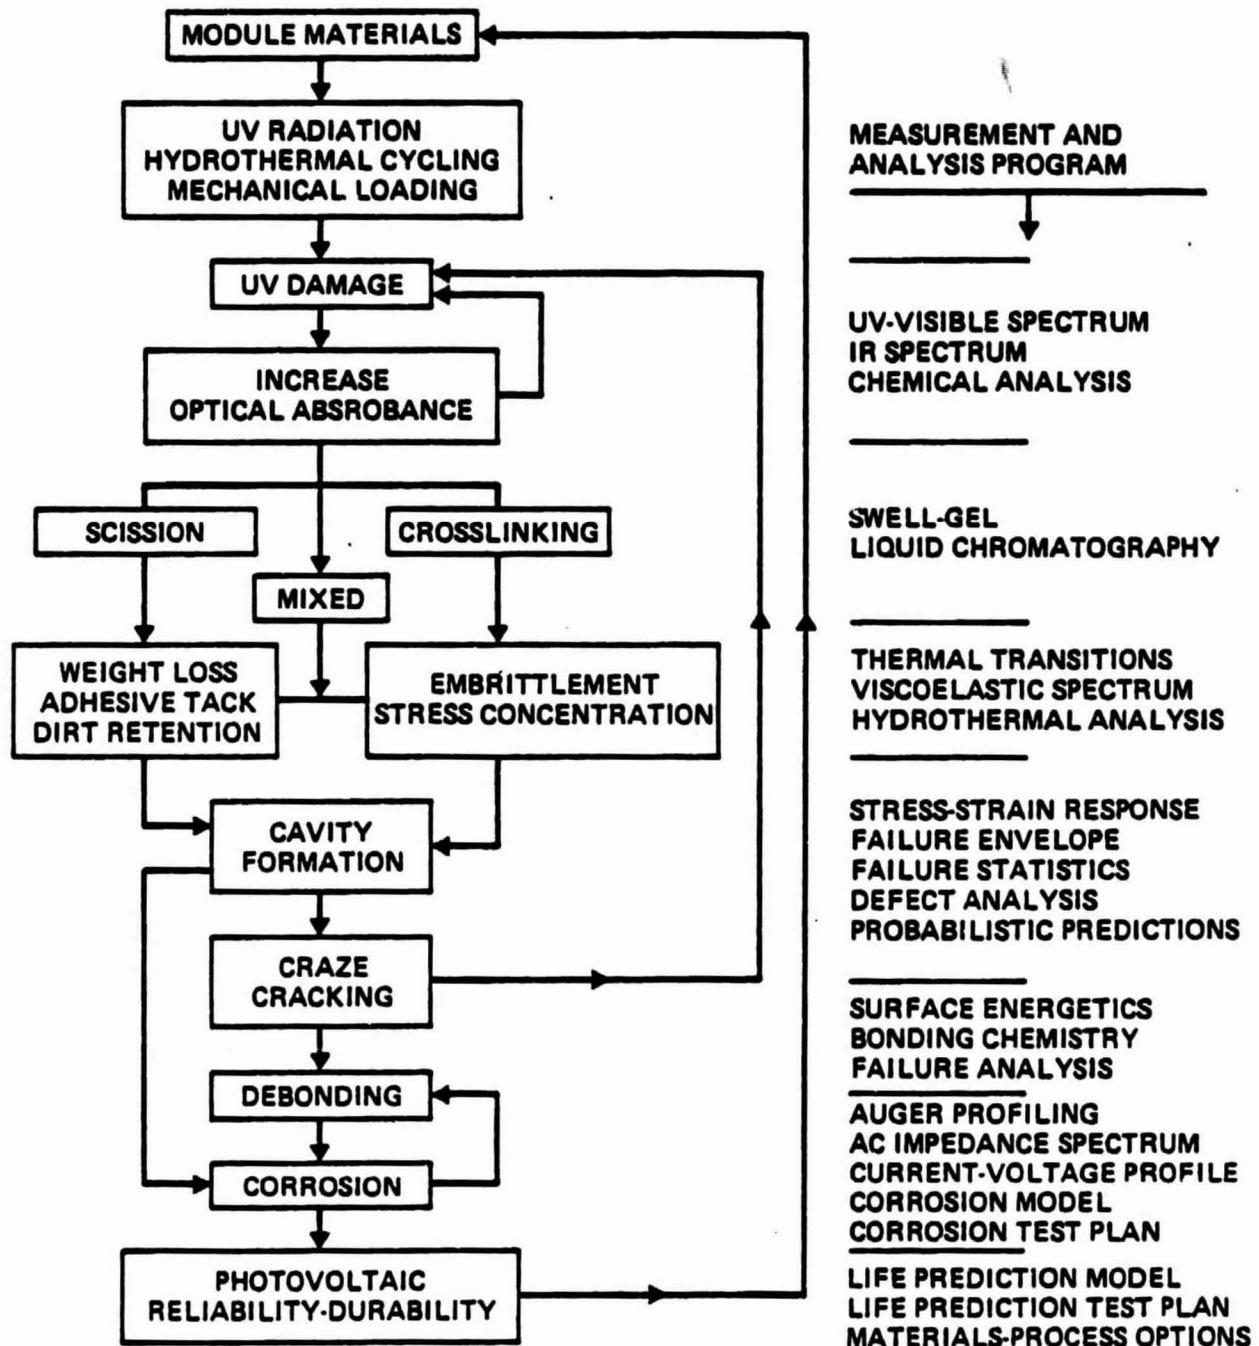 MODULE MATERIALS
UV RADIATION
HYDROTHERMAL CYCLING
MECHANICAL LOADING
UV DAMAGE
INCREASE
OPTICAL ABSROBANCE
SCISSION
CROSSLINKING
MIXED
WEIGHT LOSS
ADHESIVE TACK
DIRT RETENTION
EMBRITTLEMENT
STRESS CONCENTRATION
CAVITY
FORMATION
CRAZE
CRACKING
DEBONDING
CORROSION
PHOTOVOLTAIC
RELIABILITY-DURABILITY
MEASUREMENT AND
ANALYSIS PROGRAM
UV-VISIBLE SPECTRUM
IR SPECTRUM
CHEMICAL ANALYSIS
SWELL-GEL
LIQUID CHROMATOGRAPHY
THERMAL TRANSITIONS
VISCOELASTIC SPECTRUM
HYDROTHERMAL ANALYSIS
STRESS-STRAIN RESPONSE
FAILURE ENVELOPE
FAILURE STATISTICS
DEFECT ANALYSIS
PROBABILISTIC PREDICTIONS
SURFACE ENERGETICS
BONDING CHEMISTRY
FAILURE ANALYSIS
AUGER PROFILING
AC IMPEDANCE SPECTRUM
CURRENT-VOLTAGE PROFILE
CORROSION MODEL
CORROSION TEST PLAN
LIFE PREDICTION MODEL
LIFE PREDICTION TEST PLAN
MATERIALS-PROCESS OPTIONS